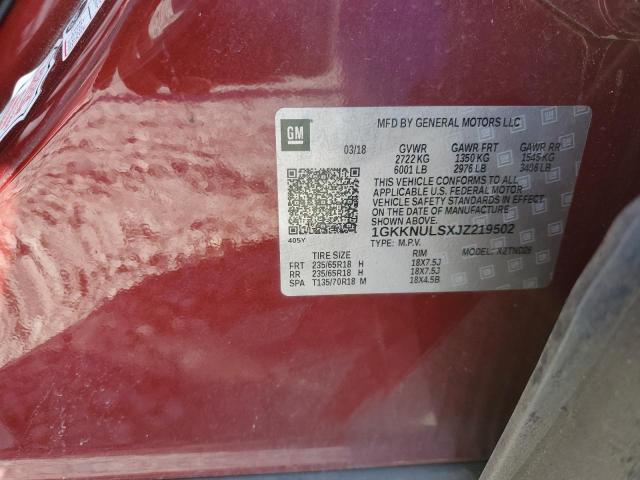 GM
MFD BY GENERAL MOTORS LLC
03/18
GVWR GAWR FRT GAWR RR
2722 KG 1350 KG 1545 KG
6001 LB 2976 LB 3406 LB
THIS VEHICLE CONFORMS TO ALL
APPLICABLE U.S. FEDERAL MOTOR
VEHICLE SAFETY STANDARDS IN EFFECT
ON THE DATE OF MANUFACTURE
SHOWN ABOVE.
1GKKNULSXJZ219502
405Y
TYPE: M.P.V. MODEL:
TIRE SIZE RIM
FRT 235/65R18 H 18X7.5J
RR 235/65R18 H 18X7.5J
SPA T135/70R18 M 18X4.5B